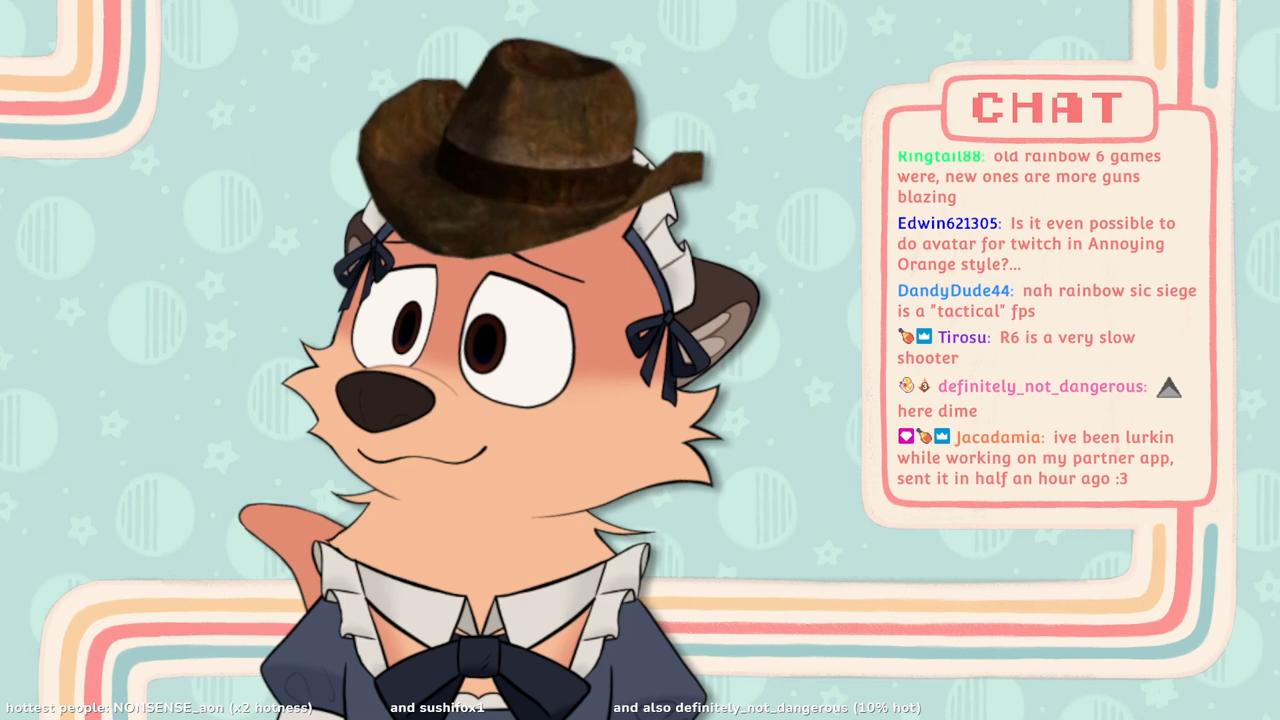 CHAT
Ringtail88: old rainbow 6 games
were, new ones are more guns
blazing
Edwin621305: Is it even possible to
do avatar for twitch in Annoying
Orange style?...
DandyDude44: nah rainbow sic siege
is a "tactical" fps
Tirosu: R6 is a very slow
shooter
definitely_not_dangerous:
here dime
Jacadamia: ive been lurkin
while working on my partner app,
sent it in half an hour ago :3
hottest people: NONSENSE_aon (x2 hotness) and sushifox1 and also definitely_not_dangerous (10% hot)